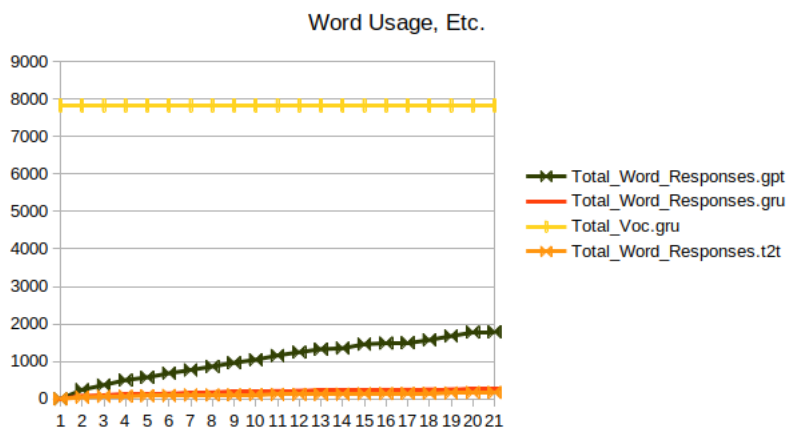 Word Usage, Etc.
9000
8000
7000
6000
5000
4000
3000
2000
1000
0
1 2 3 4 5 6 7 8 9 10 11 12 13 14 15 16 17 18 19 20 21
Total_Word_Responses.gpt
Total_Word_Responses.gru
Total_Voc.gru
Total_Word_Responses.t2t